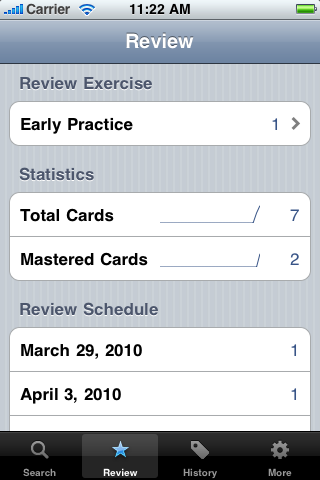 Carrier 11:22 AM
Review
Review Exercise
Early Practice 1
Statistics
Total Cards 7
Mastered Cards 2
Review Schedule
March 29, 2010 1
April 3, 2010 1
Search Review History More